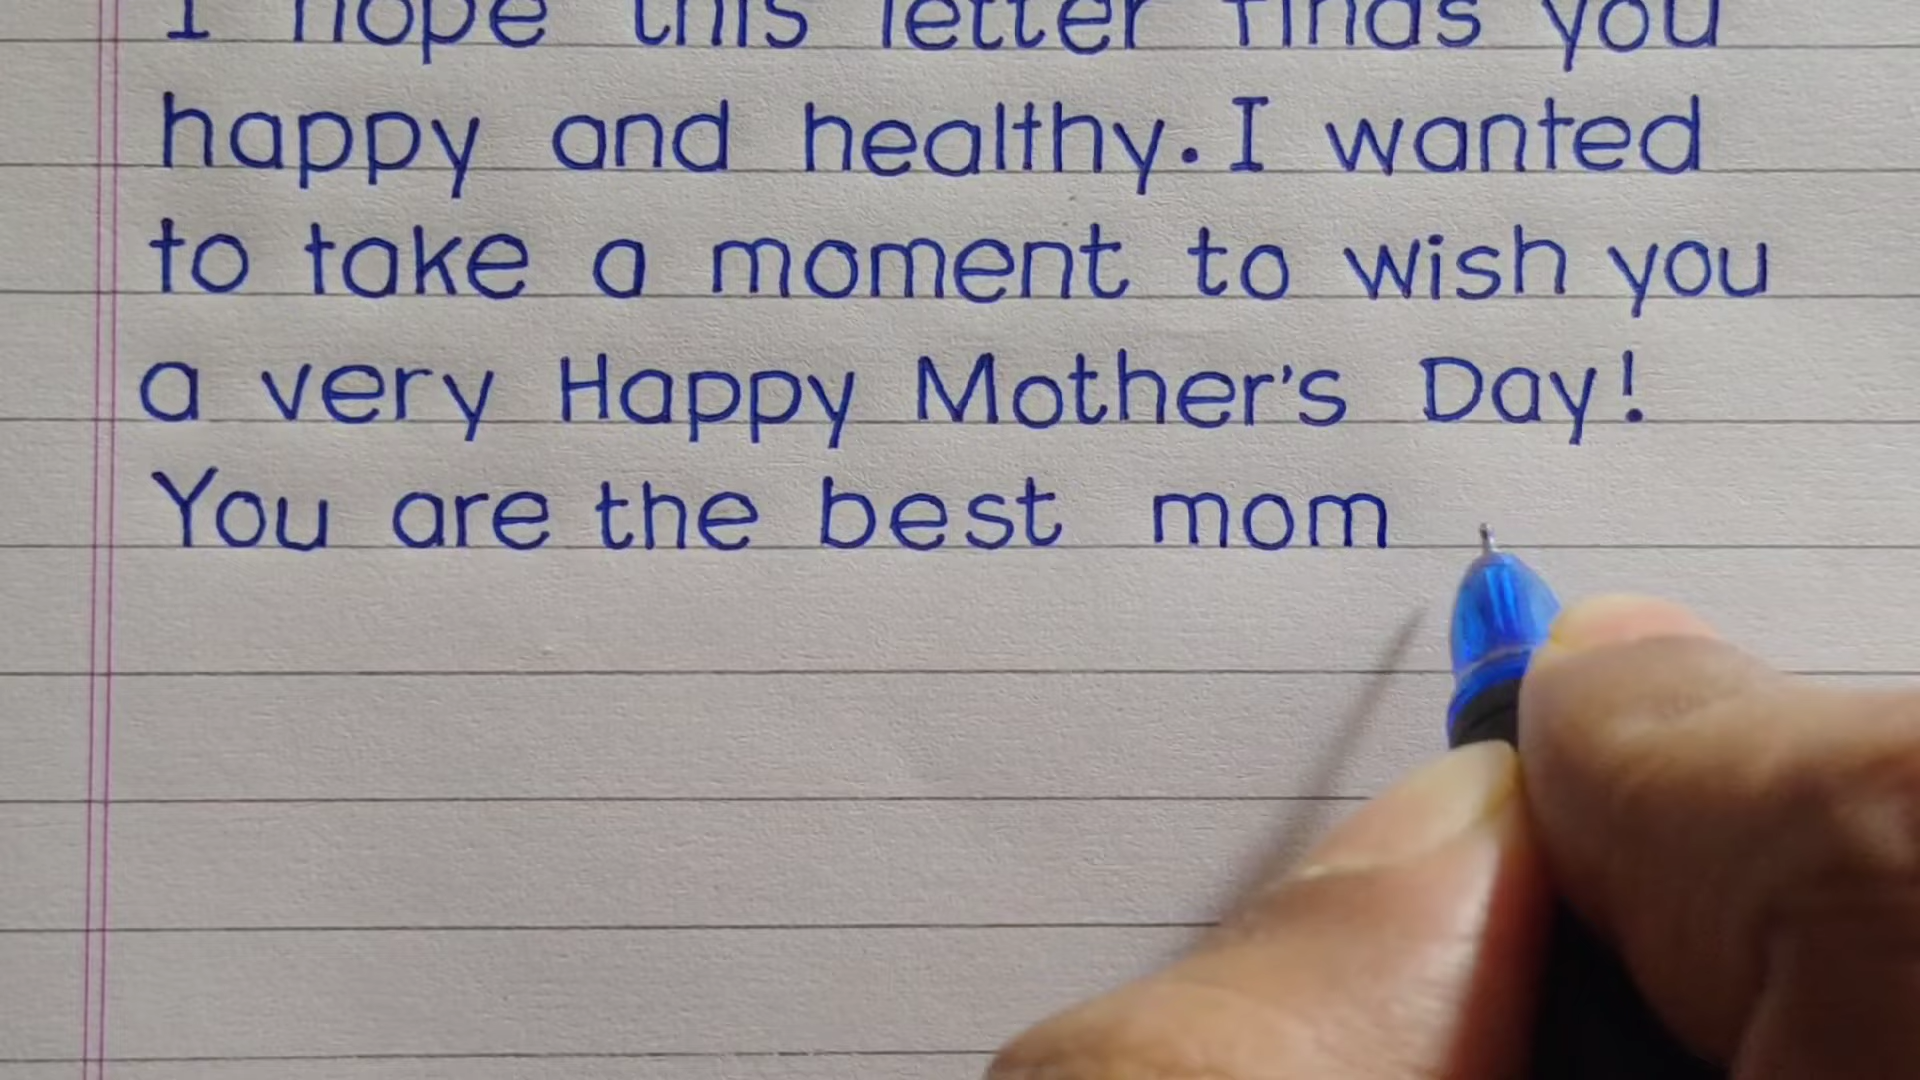 I hope this letter finds you
happy and healthy. I wanted
to take a moment to wish you
a very Happy Mother's Day!
You are the best mom